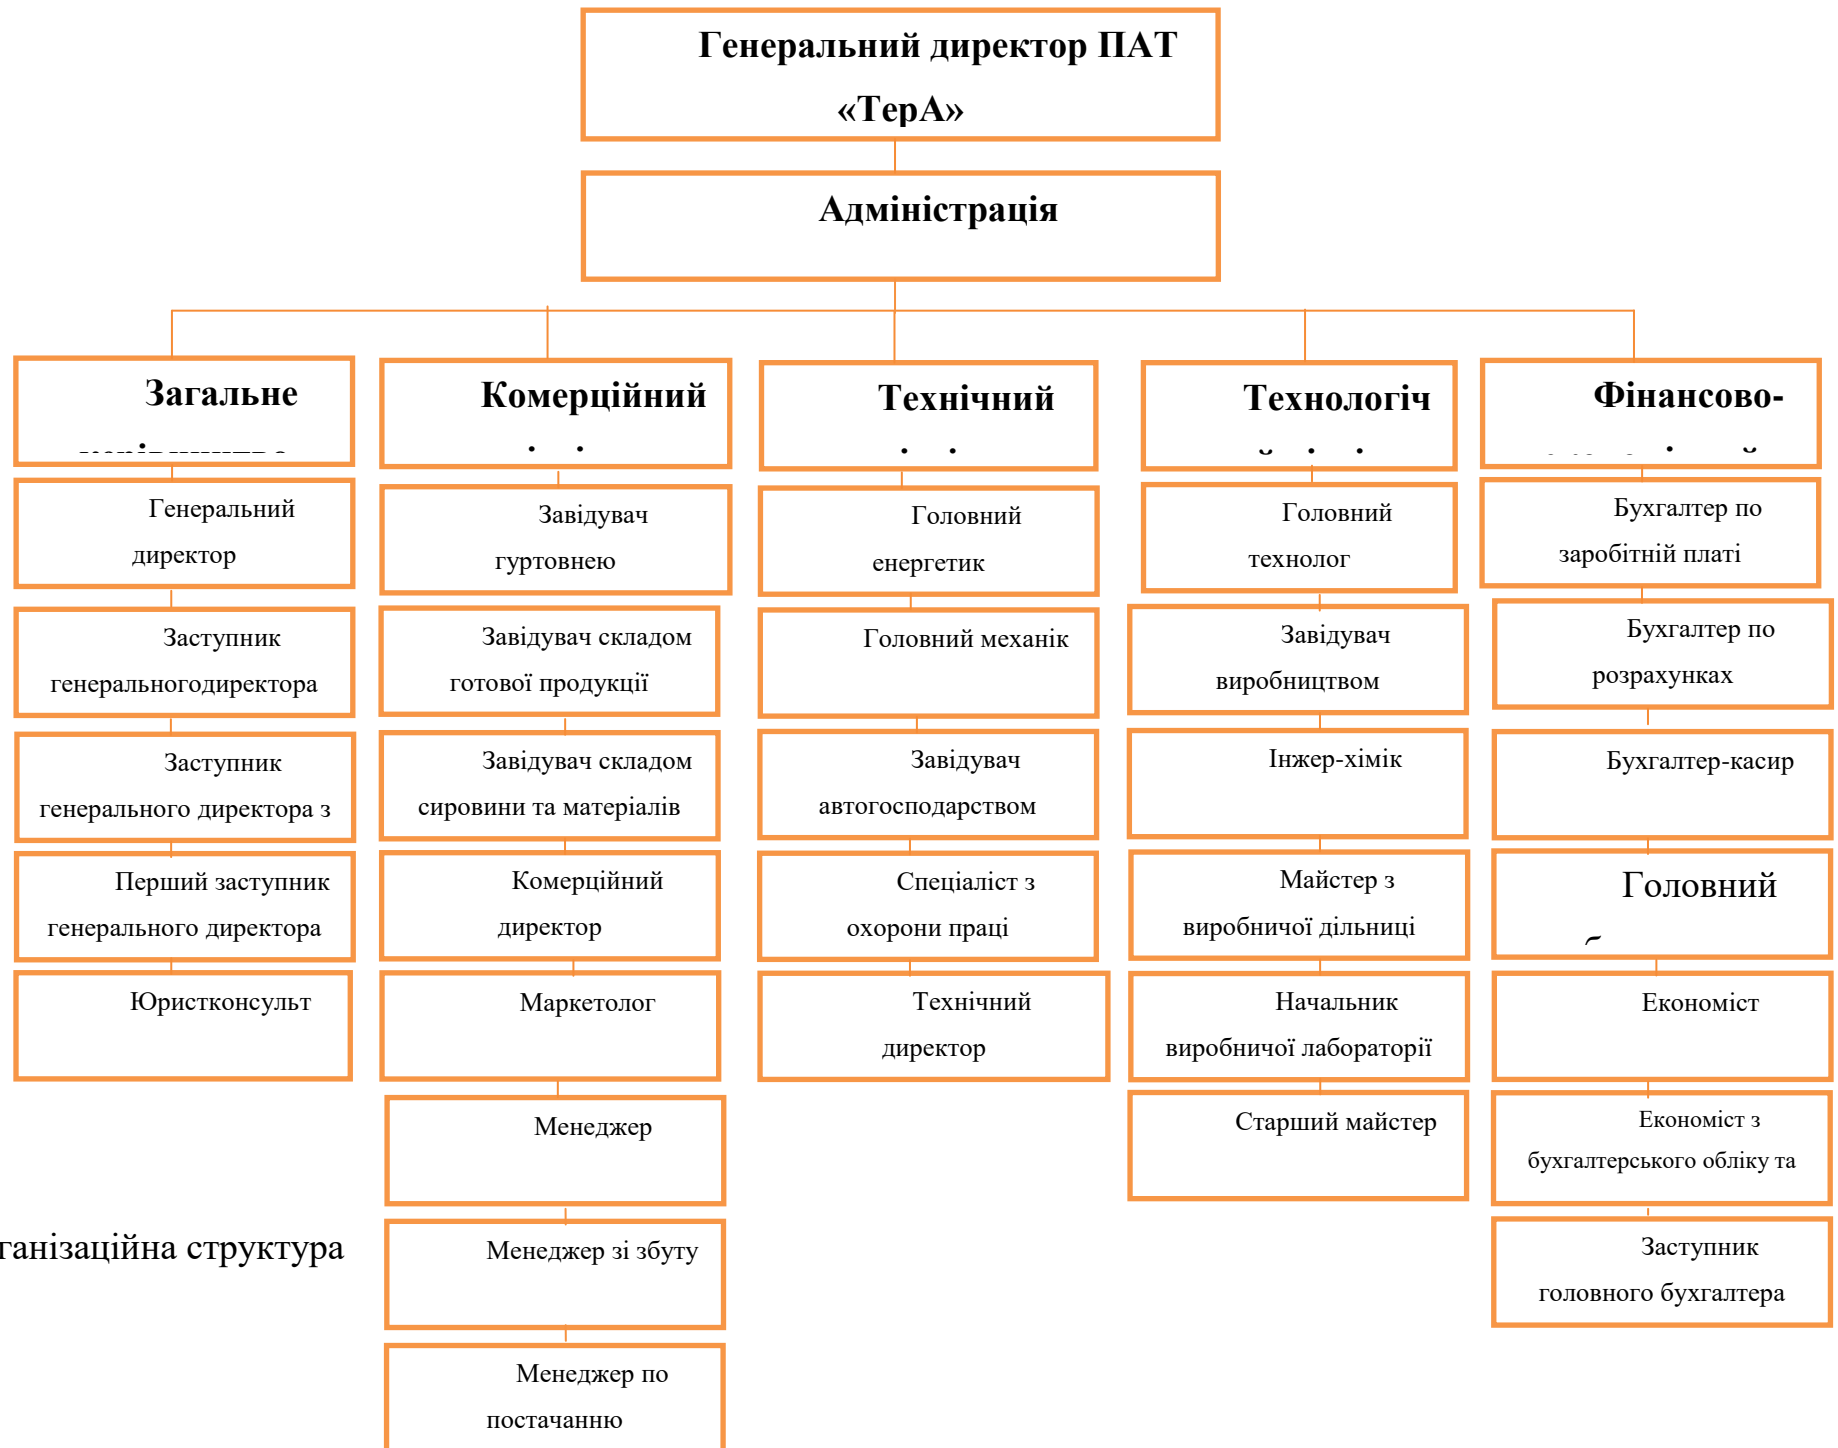 Генеральний директор ПАТ
«ТерА»
Адміністрація
Загальне
Комерційний
Технічний
Технологіч
Фінансово-
Генеральний
директор
Заступник
генеральногодиректора
Заступник
генерального директора з
Перший заступник
генерального директора
Юристконсульт
Завідувач
гуртовнею
Завідувач складом
готової продукції
Завідувач складом
сировини та матеріалів
Комерційний
директор
Маркетолог
Менеджер
Менеджер зі збуту
Менеджер по
постачанню
Головний
енергетик
Головний механік
Завідувач
автогосподарством
Спеціаліст з
охорони праці
Технічний
директор
Головний
технолог
Завідувач
виробництвом
Інжер-хімік
Майстер з
виробничої дільниці
Начальник
виробничої лабораторії
Старший майстер
Бухгалтер по
заробітній платі
Бухгалтер по
розрахунках
Бухгалтер-касир
Головний
Економіст
Економіст з
бухгалтерського обліку та
Заступник
головного бухгалтера
ганізаційна структура